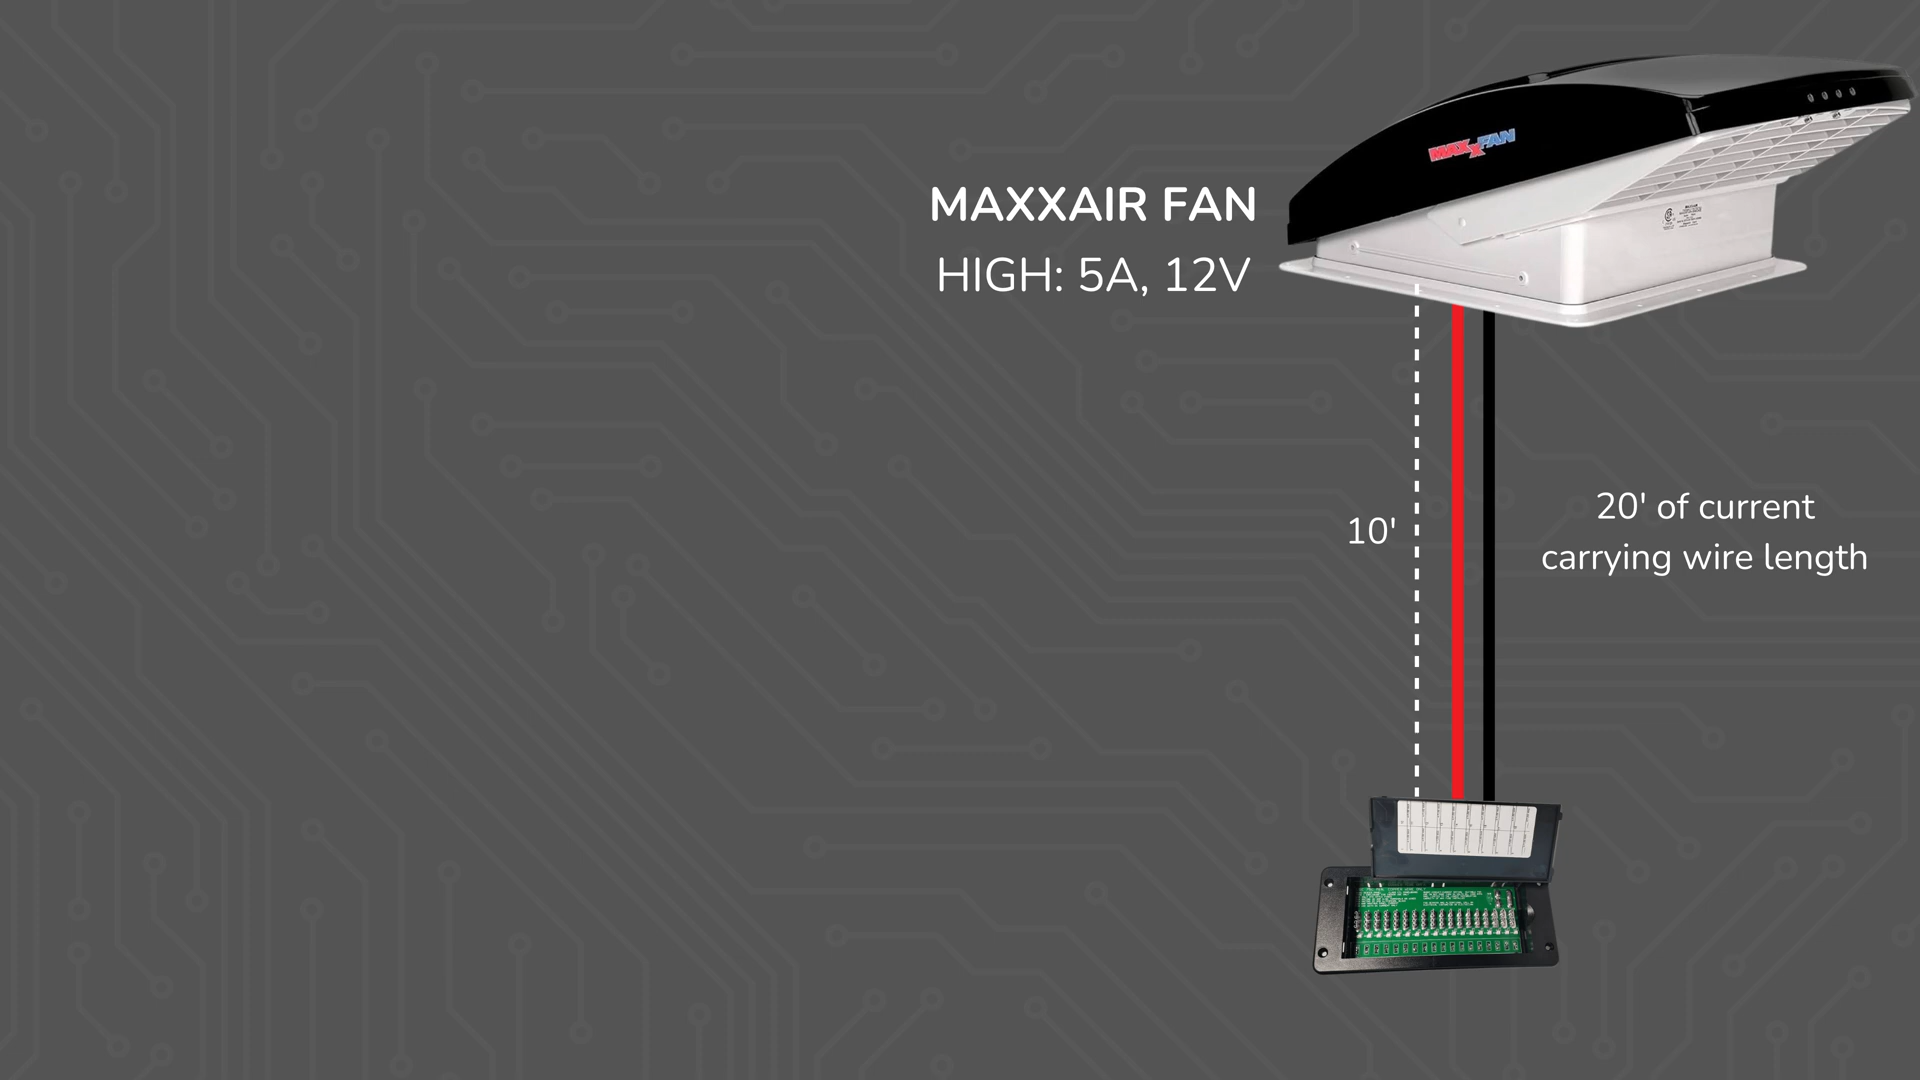 MAXXFAN
MAXXAIR FAN
HIGH: 5A, 12V
10'
20' of current
carrying wire length